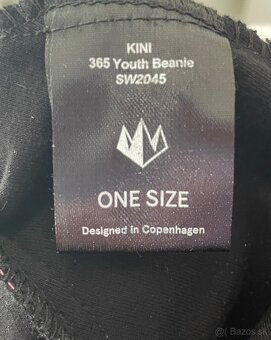 KINI
365 Youth Beanie
SW2045
ONE SIZE
Designed in Copenhagen
Bazos.sk